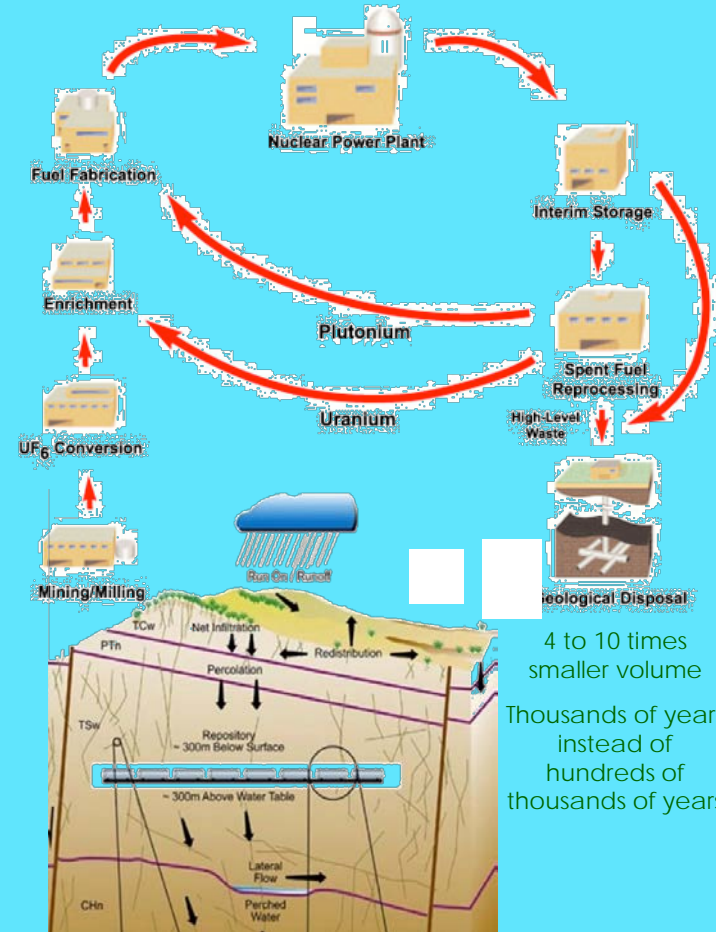 Nuclear Power Plant
Fuel Fabrication
Interim Storage
Enrichment
Plutonium
Spent Fuel
Reprocessing
Uranium
High-Level
Waste
UF6 Conversion
Mining/Milling
Geological Disposal
Run On / Runoff
TCw
Net Infiltration
PTn
Redistribution
Percolation
TSw
Repository
~ 300m Below Surface
~ 300m Above Water Table
Lateral
Flow
Perched
Water
CHn
4 to 10 times
smaller volume
Thousands of year
instead of
hundreds of
thousands of years